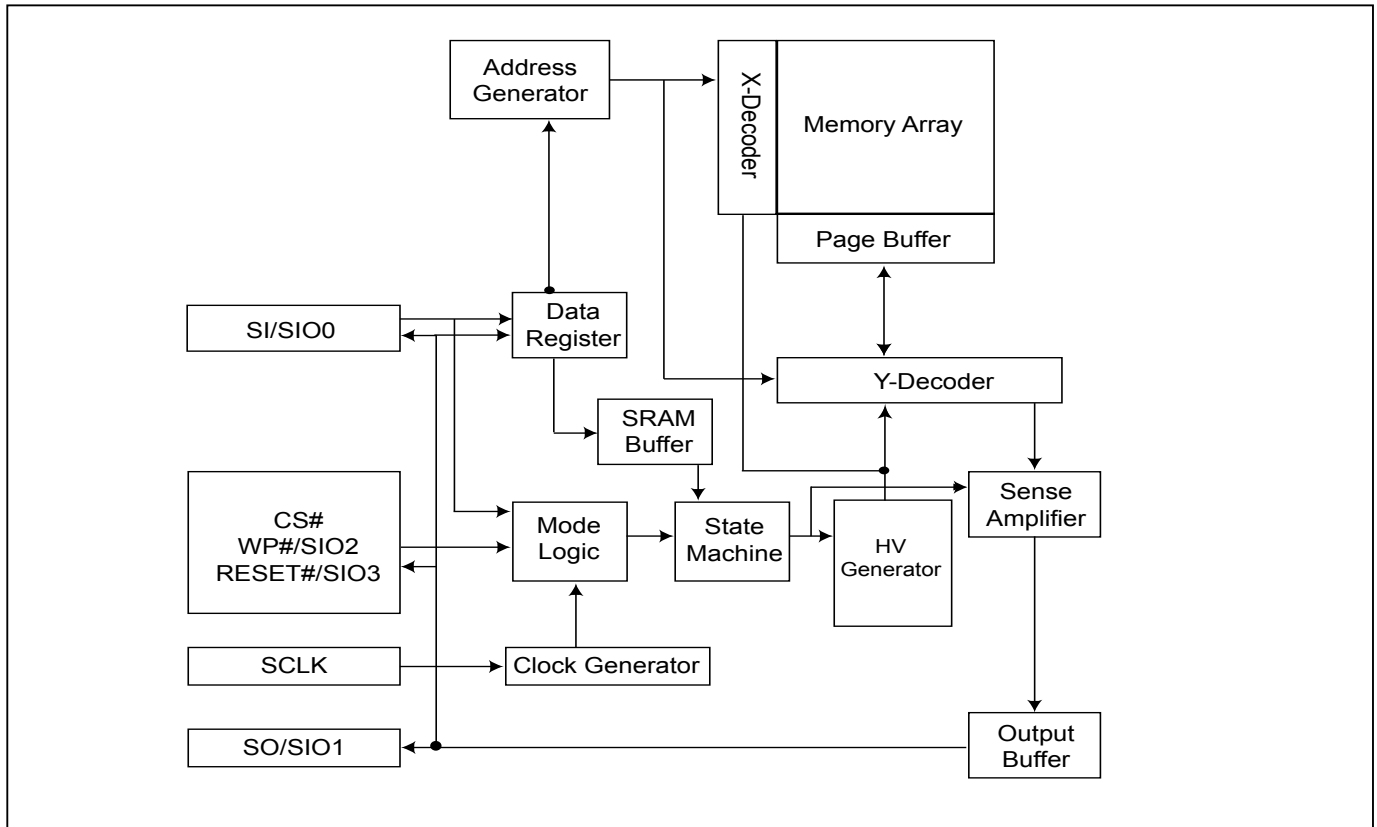 Address
Generator
X-Decoder
Memory Array
Page Buffer
SI/SIO0
Data
Register
Y-Decoder
SRAM
Buffer
CS#
WP#/SIO2
RESET#/SIO3
Mode
Logic
State
Machine
HV
Generator
Sense
Amplifier
SCLK
Clock Generator
SO/SIO1
Output
Buffer